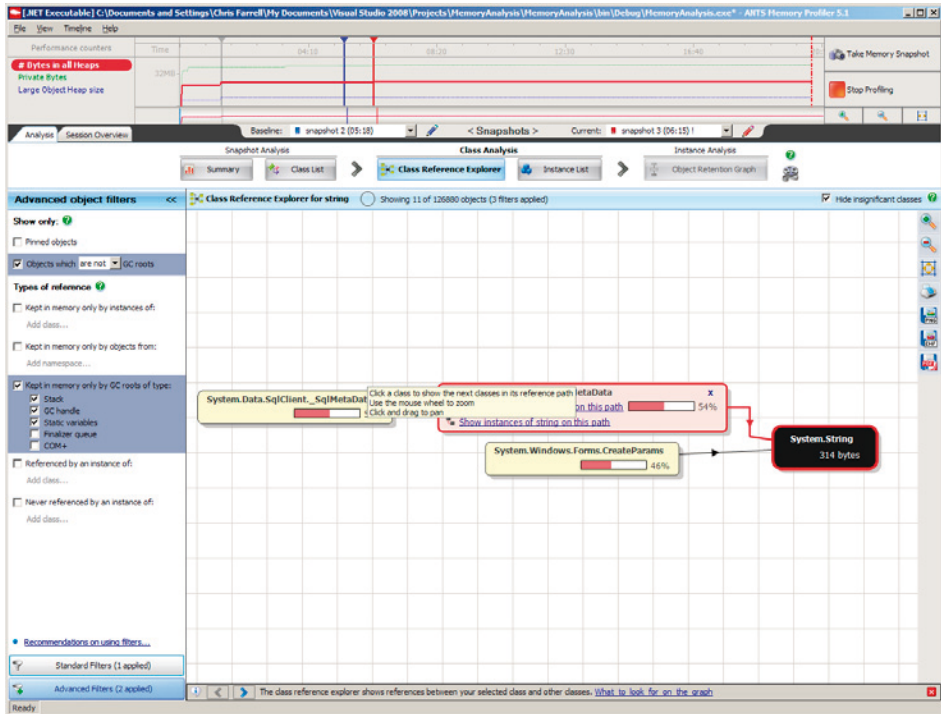 [.NET Executable] C:\Documents and Settings\Chris Farrell\My Documents\Visual Studio 2008\Projects\MemoryAnalysis\MemoryAnalysis\bin\Debug\MemoryAnalysis.exe* - ANTS Memory Profiler 5.1
File View Timeline Help
Performance counters
Time
04:10
08:20
12:30
16:40
# Bytes in all Heaps
Private Bytes
Large Object Heap size
32MB
Take Memory Snapshot
Stop Profiling
Analysis
Session Overview
Baseline: snapshot 2 (05:18)
< Snapshots >
Current: snapshot 3 (06:15) !
Snapshot Analysis
Class Analysis
Instance Analysis
Summary
Class List
Class Reference Explorer
Instance List
Object Retention Graph
Advanced object filters <<
Class Reference Explorer for string
Showing 11 of 126880 objects (3 filters applied)
Hide insignificant classes
Show only:
Pinned objects
Objects which are not GC roots
Types of reference
Kept in memory only by instances of:
Add class...
Kept in memory only by objects from:
Add namespace...
Kept in memory only by GC roots of type:
Stack
GC handle
Static variables
Finalizer queue
COM+
Referenced by an instance of:
Add class...
Never referenced by an instance of:
Add class...
System.Data.SqlClient._SqlMetaDat
Click a class to show the next classes in its reference path
Use the mouse wheel to zoom
Click and drag to pan
etaData
x
on this path
54%
Show instances of string on this path
System.Windows.Forms.CreateParams
46%
System.String
314 bytes
Recommendations on using filters...
Standard Filters (1 applied)
Advanced Filters (2 applied)
The class reference explorer shows references between your selected class and other classes. What to look for on the graph
Ready